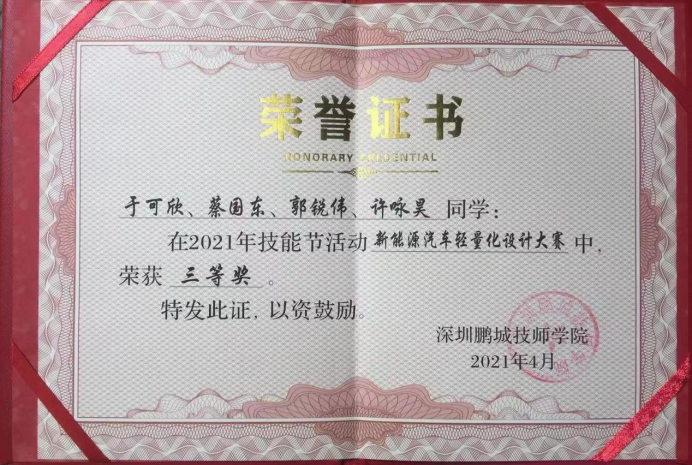 荣誉证书
HONORARY CREDENTIAL
于可欣、蔡国东、郭锐伟、许咏昊 同学：
在2021年技能节活动 新能源汽车轻量化设计大赛 中，
荣获 三等奖 。
特发此证，以资鼓励。
深圳鹏城技师学院
2021年4月